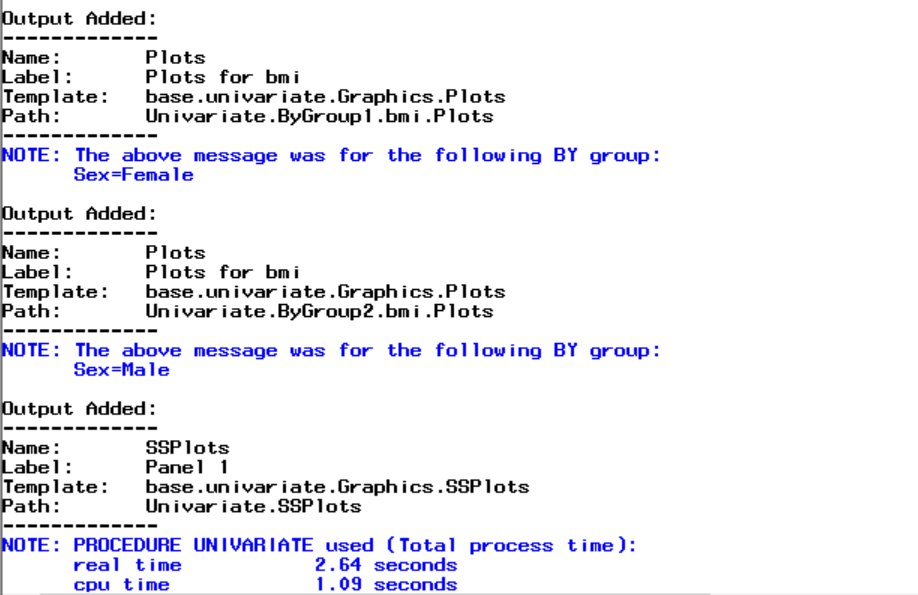 Output Added:
-------------
Name:       Plots
Label:      Plots for bmi
Template:   base.univariate.Graphics.Plots
Path:       Univariate.ByGroup1.bmi.Plots
-------------
NOTE: The above message was for the following BY group:
      Sex=Female

Output Added:
-------------
Name:       Plots
Label:      Plots for bmi
Template:   base.univariate.Graphics.Plots
Path:       Univariate.ByGroup2.bmi.Plots
-------------
NOTE: The above message was for the following BY group:
      Sex=Male

Output Added:
-------------
Name:       SSPlots
Label:      Panel 1
Template:   base.univariate.Graphics.SSPlots
Path:       Univariate.SSPlots
-------------
NOTE: PROCEDURE UNIVARIATE used (Total process time):
      real time           2.64 seconds
      cpu time            1.09 seconds